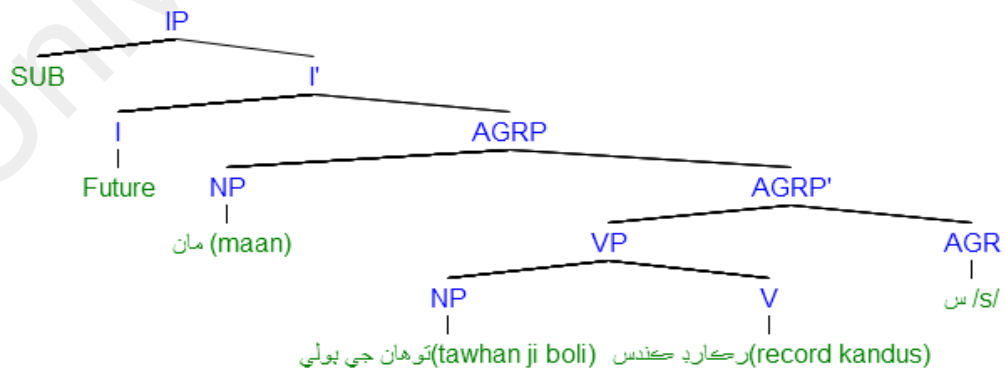 IP
SUB I'
I AGRP
Future NP AGRP'
مان (maan) VP AGR
NP V س /s/
توهان جي ٻولي(tawhan ji boli) رڪارڊ ڪندس(record kandus)